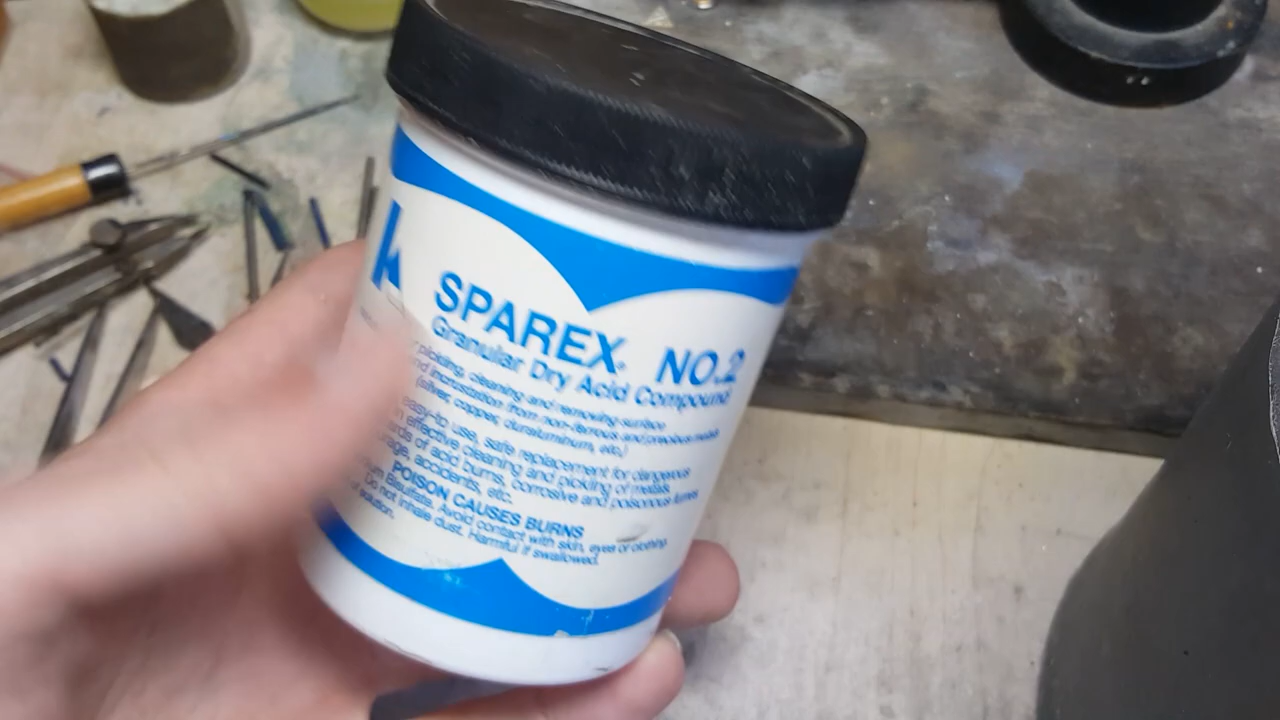 k
SPAREX NO.2
Granular Dry Acid Compound
pickling, cleaning and removing surface
incrustation from non-ferrous and precious metals
(silver, copper, duraluminum, etc.)
easy-to use, safe replacement for dangerous
effective cleaning and pickling of metals.
of acid burns, corrosive and poisonous fumes
accidents, etc.
POISON CAUSES BURNS
Bisulfate. Avoid contact with skin, eyes or clothing.
Do not inhale dust. Harmful if swallowed.
solution.